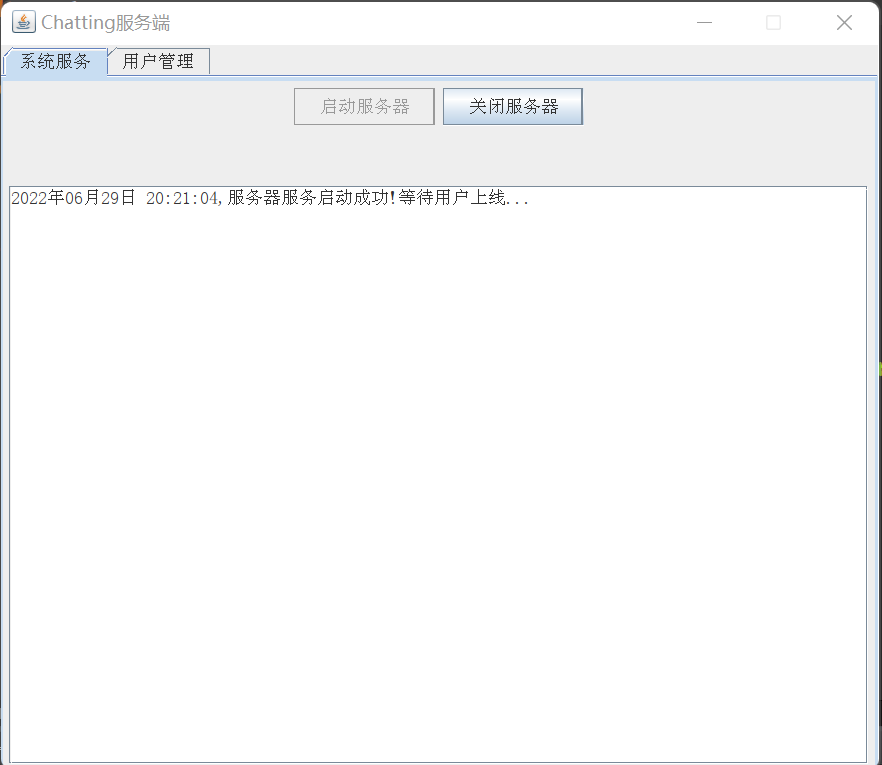 Chatting服务端
系统服务 用户管理
启动服务器 关闭服务器
2022年06月29日 20:21:04,服务器服务启动成功!等待用户上线...